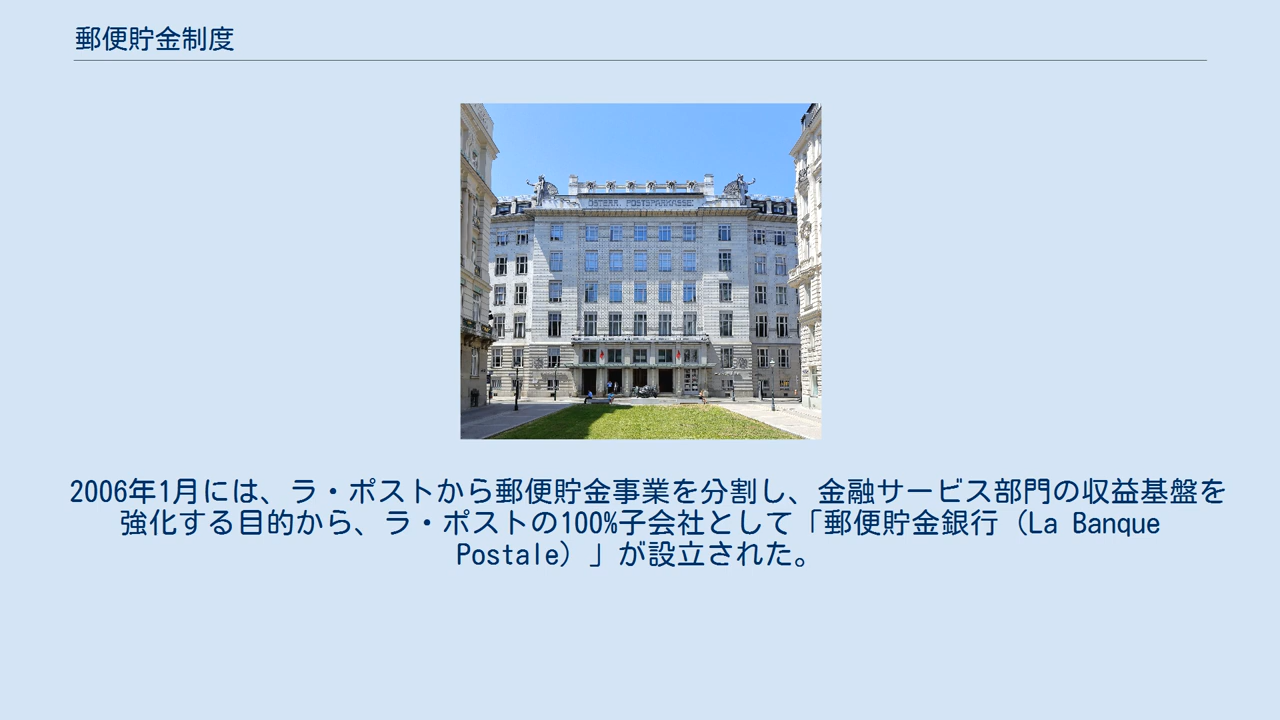 郵便貯金制度
ÖSTERR. POSTSPARKASSE
2006年1月には、ラ・ポストから郵便貯金事業を分割し、金融サービス部門の収益基盤を
強化する目的から、ラ・ポストの100%子会社として「郵便貯金銀行（La Banque
Postale）」が設立された。